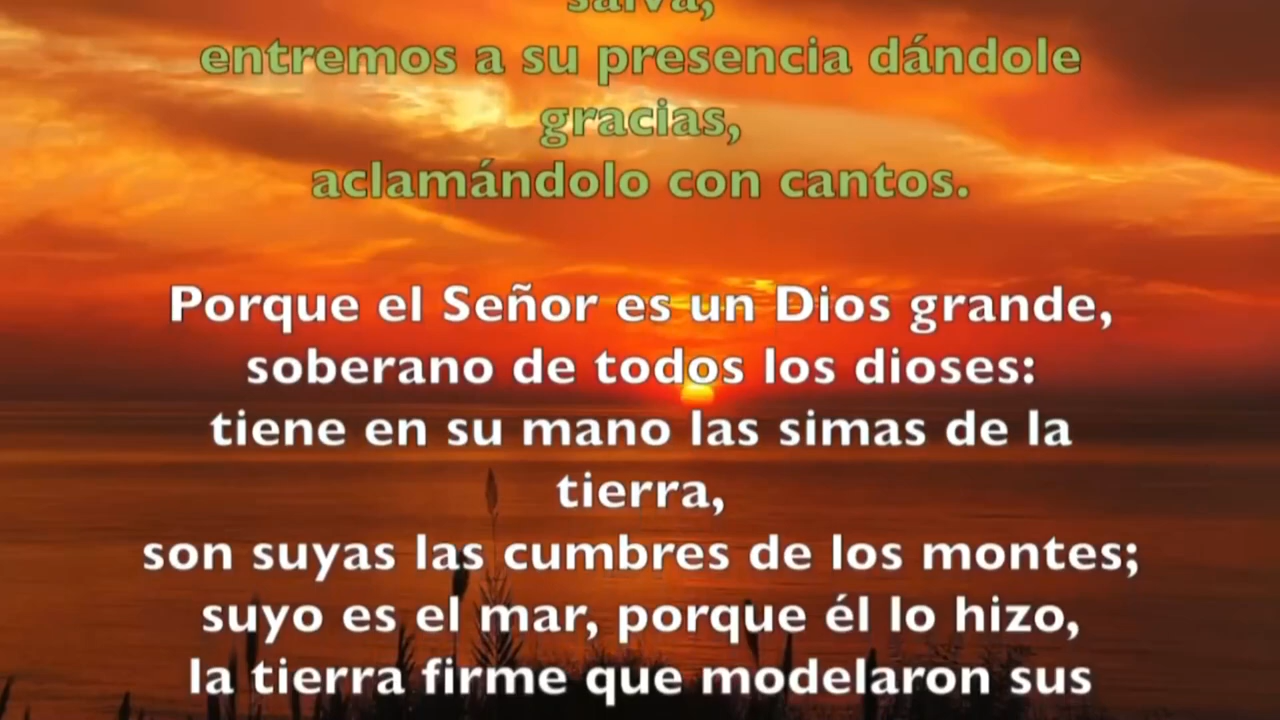 salva,
entremos a su presencia dándole
gracias,
aclamándolo con cantos.
Porque el Señor es un Dios grande,
soberano de todos los dioses:
tiene en su mano las simas de la
tierra,
son suyas las cumbres de los montes;
suyo es el mar, porque él lo hizo,
la tierra firme que modelaron sus